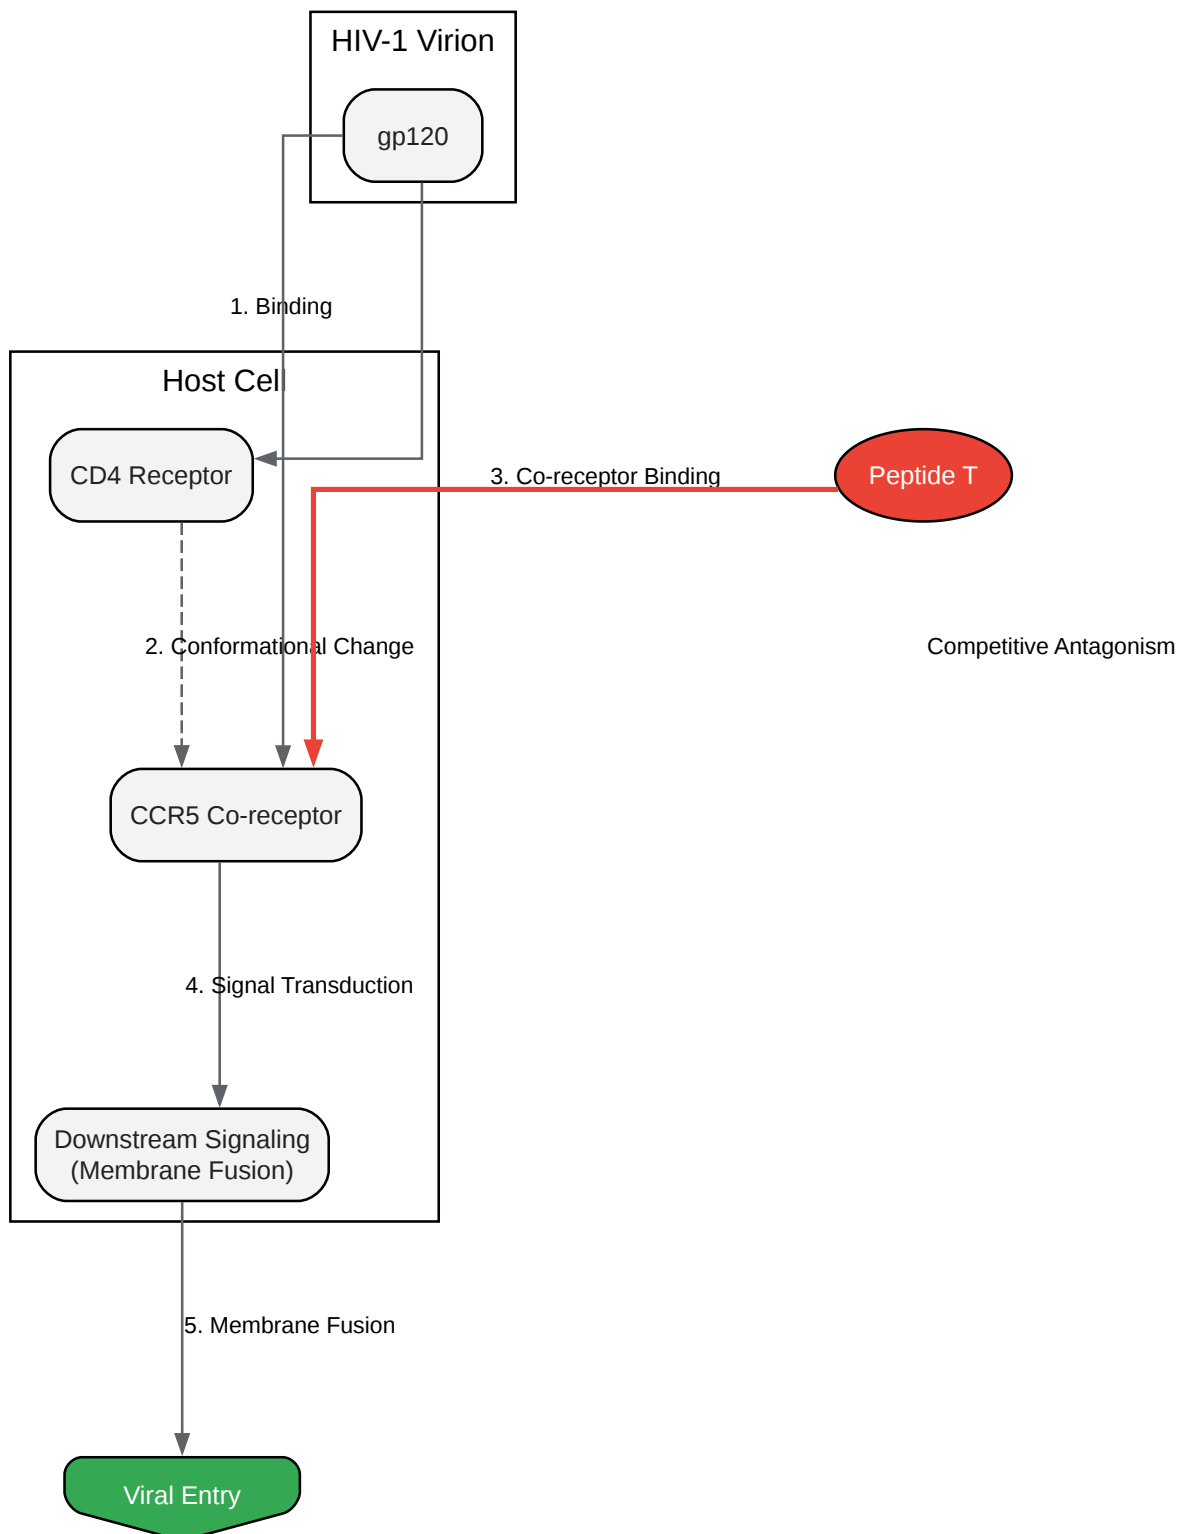 HIV-1 Virion
gp120
1. Binding
Host Cell
CD4 Receptor
3. Co-receptor Binding
Peptide T
2. Conformational Change
Competitive Antagonism
CCR5 Co-receptor
4. Signal Transduction
Downstream Signaling
(Membrane Fusion)
5. Membrane Fusion
Viral Entry